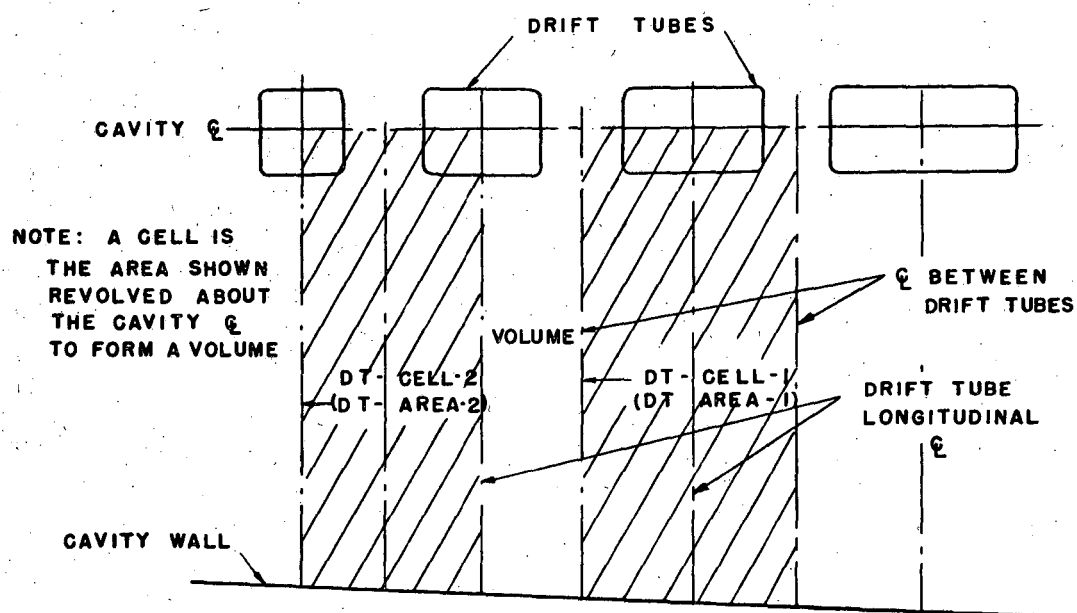 DRIFT TUBES
CAVITY ℄
NOTE: A CELL IS
THE AREA SHOWN
REVOLVED ABOUT
THE CAVITY ℄
TO FORM A VOLUME
℄ BETWEEN
DRIFT TUBES
VOLUME
DT- CELL-2
(DT- AREA-2)
DT- CELL-1
(DT AREA-1)
DRIFT TUBE
LONGITUDINAL
℄
CAVITY WALL